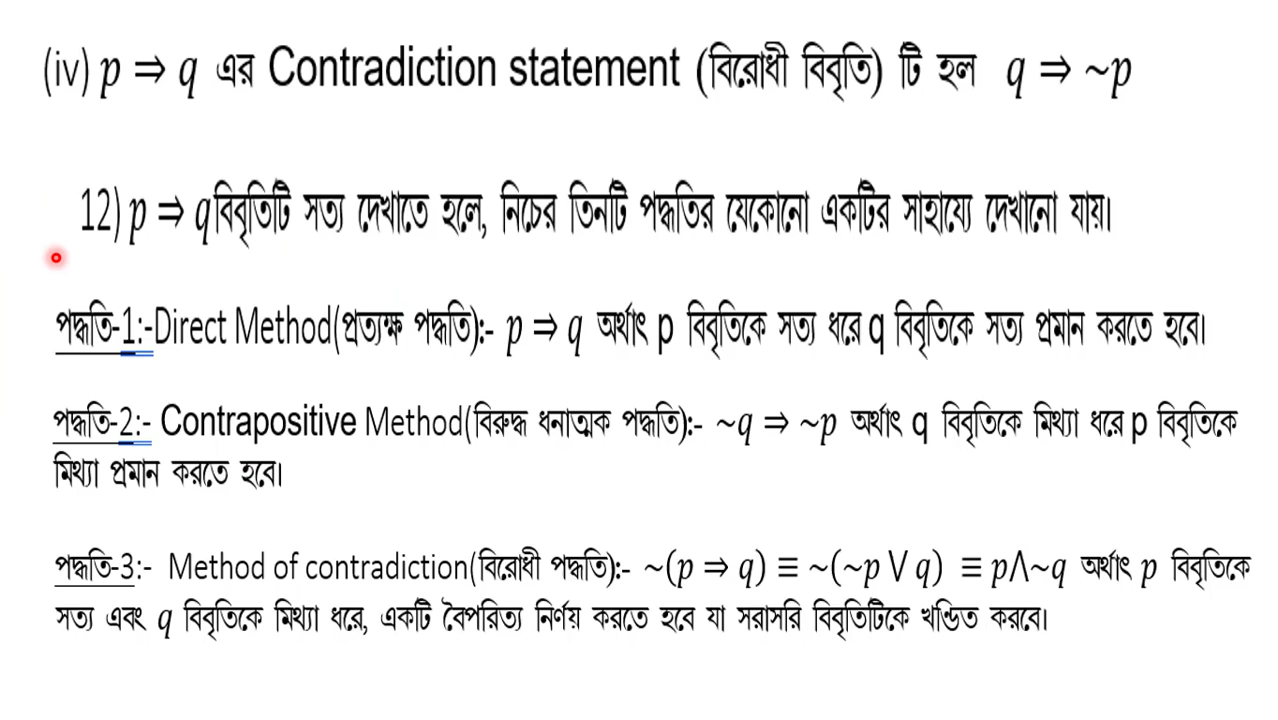 (iv) p ⇒ q এর Contradiction statement (বিরোধী বিবৃতি) টি হল q ⇒ ~p
12) p ⇒ qবিবৃতিটি সত্য দেখাতে হলে, নিচের তিনটি পদ্ধতির যেকোনো একটির সাহায্যে দেখানো যায়।
পদ্ধতি-1:-Direct Method(প্রত্যক্ষ পদ্ধতি):- p ⇒ q অর্থাৎ p বিবৃতিকে সত্য ধরে q বিবৃতিকে সত্য প্রমান করতে হবে।
পদ্ধতি-2:- Contrapositive Method(বিরুদ্ধ ধনাত্মক পদ্ধতি):- ~q ⇒ ~p অর্থাৎ q বিবৃতিকে মিথ্যা ধরে p বিবৃতিকে
মিথ্যা প্রমান করতে হবে।
পদ্ধতি-3:- Method of contradiction(বিরোধী পদ্ধতি):- ~(p ⇒ q) ≡ ~(~p ∨ q) ≡ p∧~q অর্থাৎ p বিবৃতিকে
সত্য এবং q বিবৃতিকে মিথ্যা ধরে, একটি বৈপরিত্য নির্ণয় করতে হবে যা সরাসরি বিবৃতিটিকে খণ্ডিত করবে।